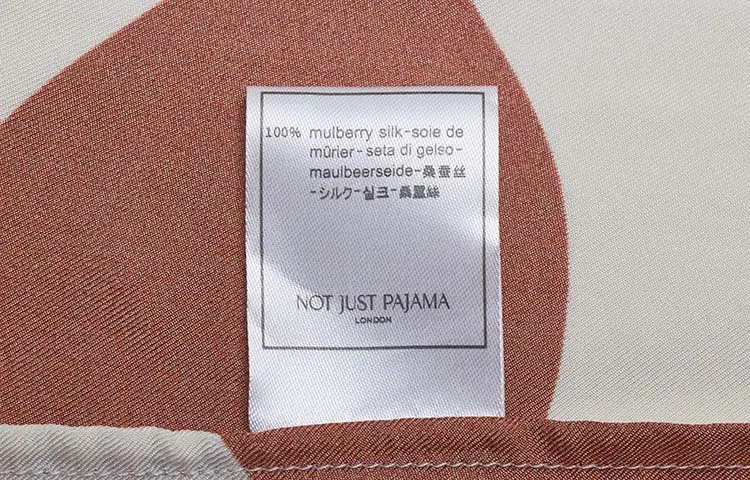 100% mulberry silk-soie de
mûrier-seta di gelso-
maulbeerseide-桑蚕丝
-シルク-실크-桑蠶絲
NOT JUST PAJAMA
LONDON